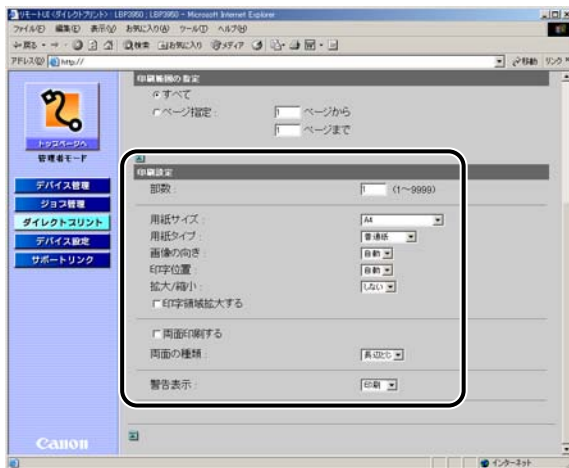 リモートUI <ダイレクトプリント> : LBP3950 ; LBP3950 - Microsoft Internet Explorer
ファイル(F) 編集(E) 表示(V) お気に入り(A) ツール(T) ヘルプ(H)
戻る 検索 お気に入り メディア
アドレス(D) http:// 移動 リンク
印刷範囲の設定
すべて
ページ指定 : 1 ページから
1 ページまで
トップページへ
管理者モード
デバイス管理
ジョブ管理
ダイレクトプリント
デバイス設定
サポートリンク
印刷設定
部数 : 1 (1~9999)
用紙サイズ : A4
用紙タイプ : 普通紙
画像の向き : 自動
印字位置 : 自動
拡大/縮小 : しない
印字領域拡大する
両面印刷する
両面の種類 : 長辺とじ
警告表示 : 印刷
Canon
インターネット